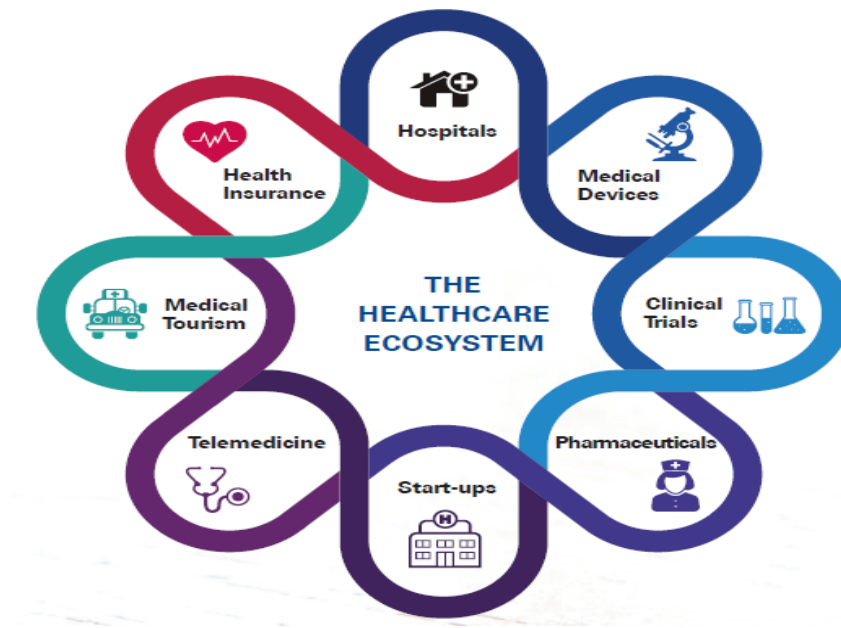 Hospitals
Health
Insurance
Medical
Devices
THE
HEALTHCARE
ECOSYSTEM
Medical
Tourism
Clinical
Trials
Telemedicine
Pharmaceuticals
Start-ups
H